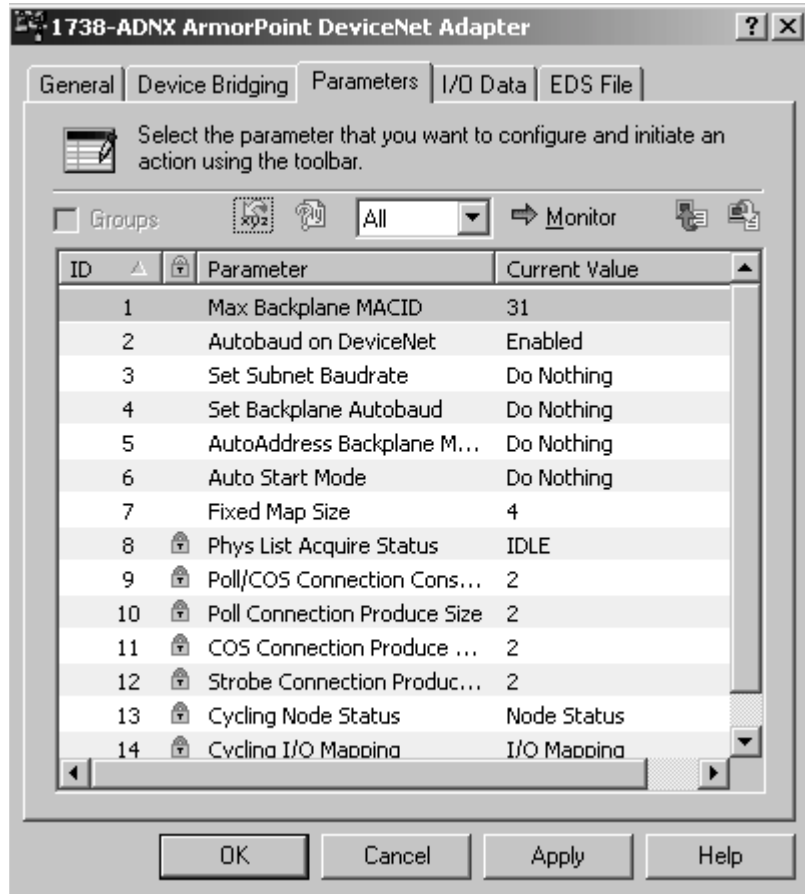 1738-ADNX ArmorPoint DeviceNet Adapter
General Device Bridging Parameters I/O Data EDS File
Select the parameter that you want to configure and initiate an
action using the toolbar.
Groups All Monitor
ID Parameter Current Value
1 Max Backplane MACID 31
2 Autobaud on DeviceNet Enabled
3 Set Subnet Baudrate Do Nothing
4 Set Backplane Autobaud Do Nothing
5 AutoAddress Backplane M... Do Nothing
6 Auto Start Mode Do Nothing
7 Fixed Map Size 4
8 Phys List Acquire Status IDLE
9 Poll/COS Connection Cons... 2
10 Poll Connection Produce Size 2
11 COS Connection Produce ... 2
12 Strobe Connection Produc... 2
13 Cycling Node Status Node Status
14 Cycling I/O Mapping I/O Mapping
OK Cancel Apply Help